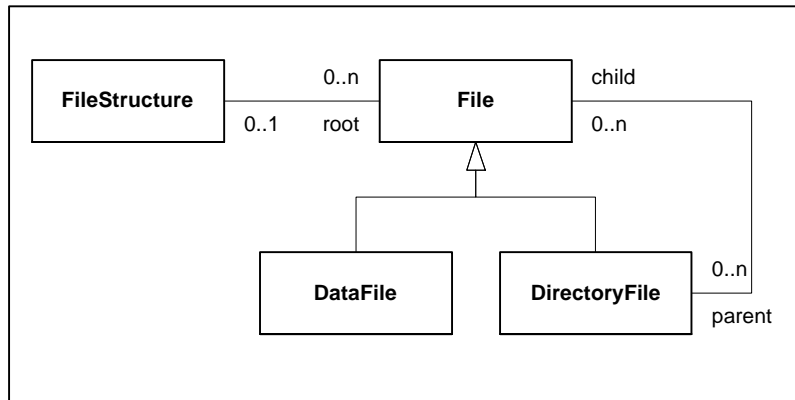 0..n
child
FileStructure
File
0..1
root
0..n
DataFile
DirectoryFile
0..n
parent